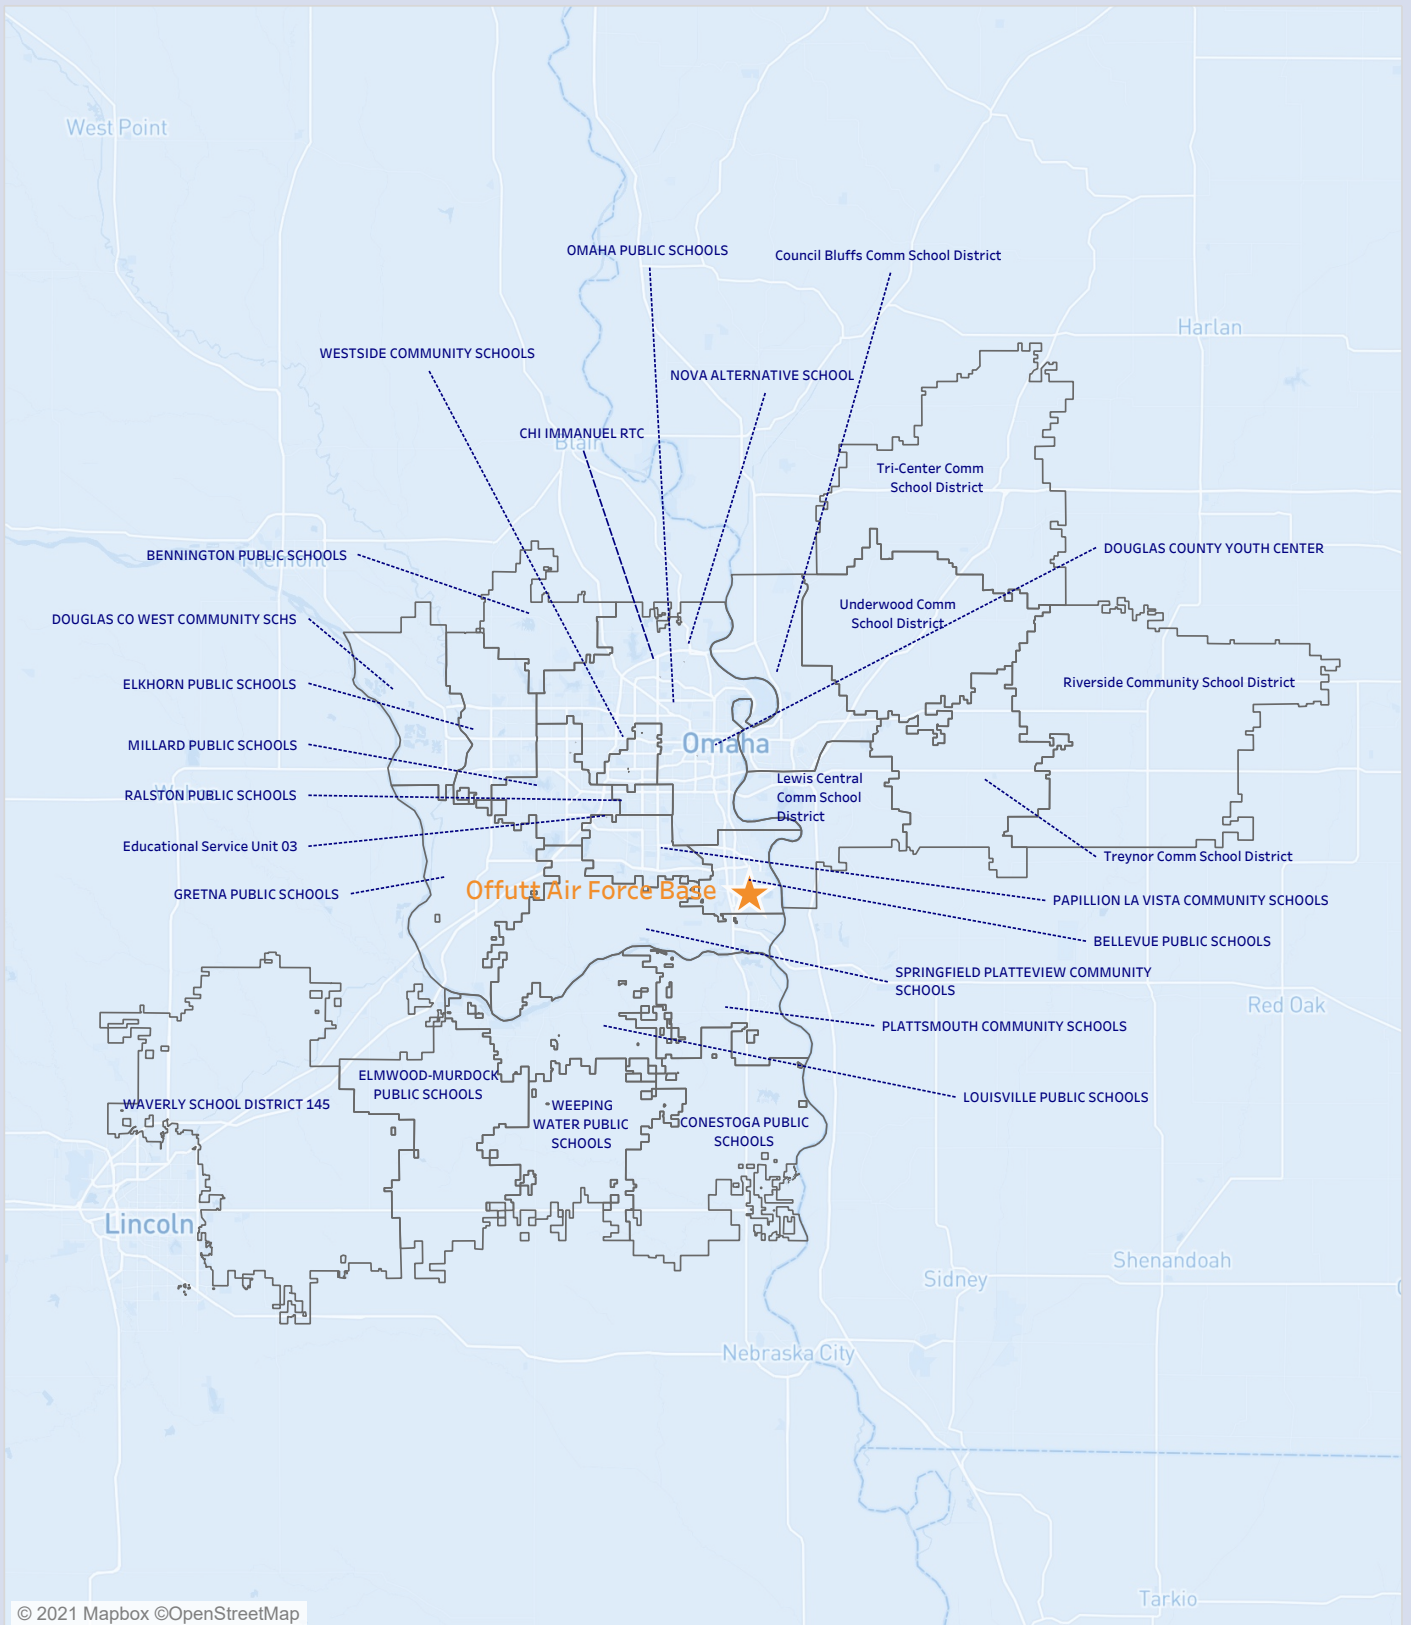 West Point
OMAHA PUBLIC SCHOOLS
Council Bluffs Comm School District
Harlan
WESTSIDE COMMUNITY SCHOOLS
NOVA ALTERNATIVE SCHOOL
CHI IMMANUEL RTC
Blair
Tri-Center Comm
School District
BENNINGTON PUBLIC SCHOOLS
Fremont
DOUGLAS COUNTY YOUTH CENTER
DOUGLAS CO WEST COMMUNITY SCHS
Underwood Comm
School District
ELKHORN PUBLIC SCHOOLS
Riverside Community School District
MILLARD PUBLIC SCHOOLS
Omaha
Lewis Central
Comm School
District
RALSTON PUBLIC SCHOOLS
Educational Service Unit 03
Treynor Comm School District
GRETNA PUBLIC SCHOOLS
Offutt Air Force Base
PAPILLION LA VISTA COMMUNITY SCHOOLS
BELLEVUE PUBLIC SCHOOLS
SPRINGFIELD PLATTEVIEW COMMUNITY
SCHOOLS
Red Oak
PLATTSMOUTH COMMUNITY SCHOOLS
ELMWOOD-MURDOCK
PUBLIC SCHOOLS
LOUISVILLE PUBLIC SCHOOLS
WAVERLY SCHOOL DISTRICT 145
WEEPING
WATER PUBLIC
SCHOOLS
CONESTOGA PUBLIC
SCHOOLS
Lincoln
Shenandoah
Sidney
Nebraska City
Tarkio
© 2021 Mapbox ©OpenStreetMap